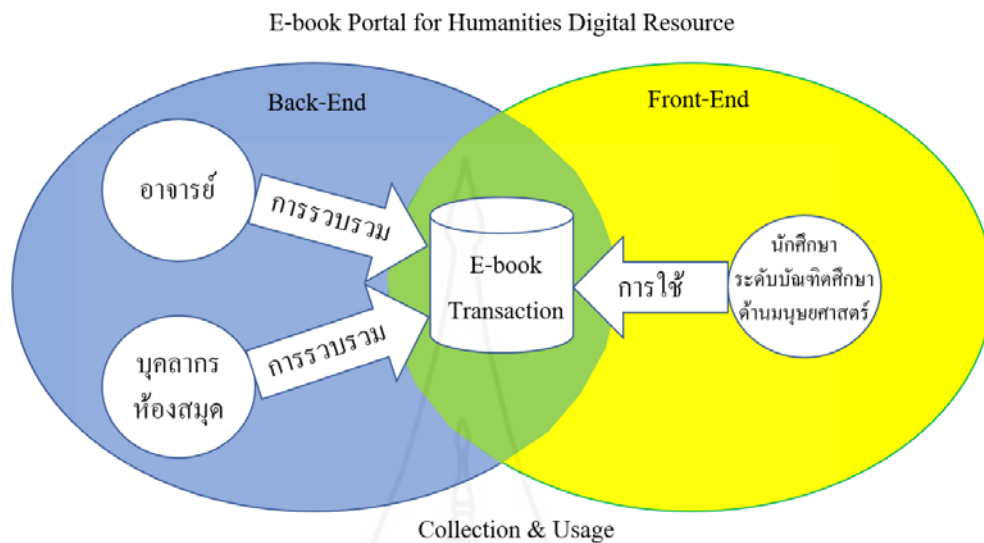 E-book Portal for Humanities Digital Resource
Back-End
Front-End
อาจารย์
การรวบรวม
บุคลากร
ห้องสมุด
การรวบรวม
E-book
Transaction
การใช้
นักศึกษา
ระดับบัณฑิตศึกษา
ด้านมนุษยศาสตร์
Collection & Usage